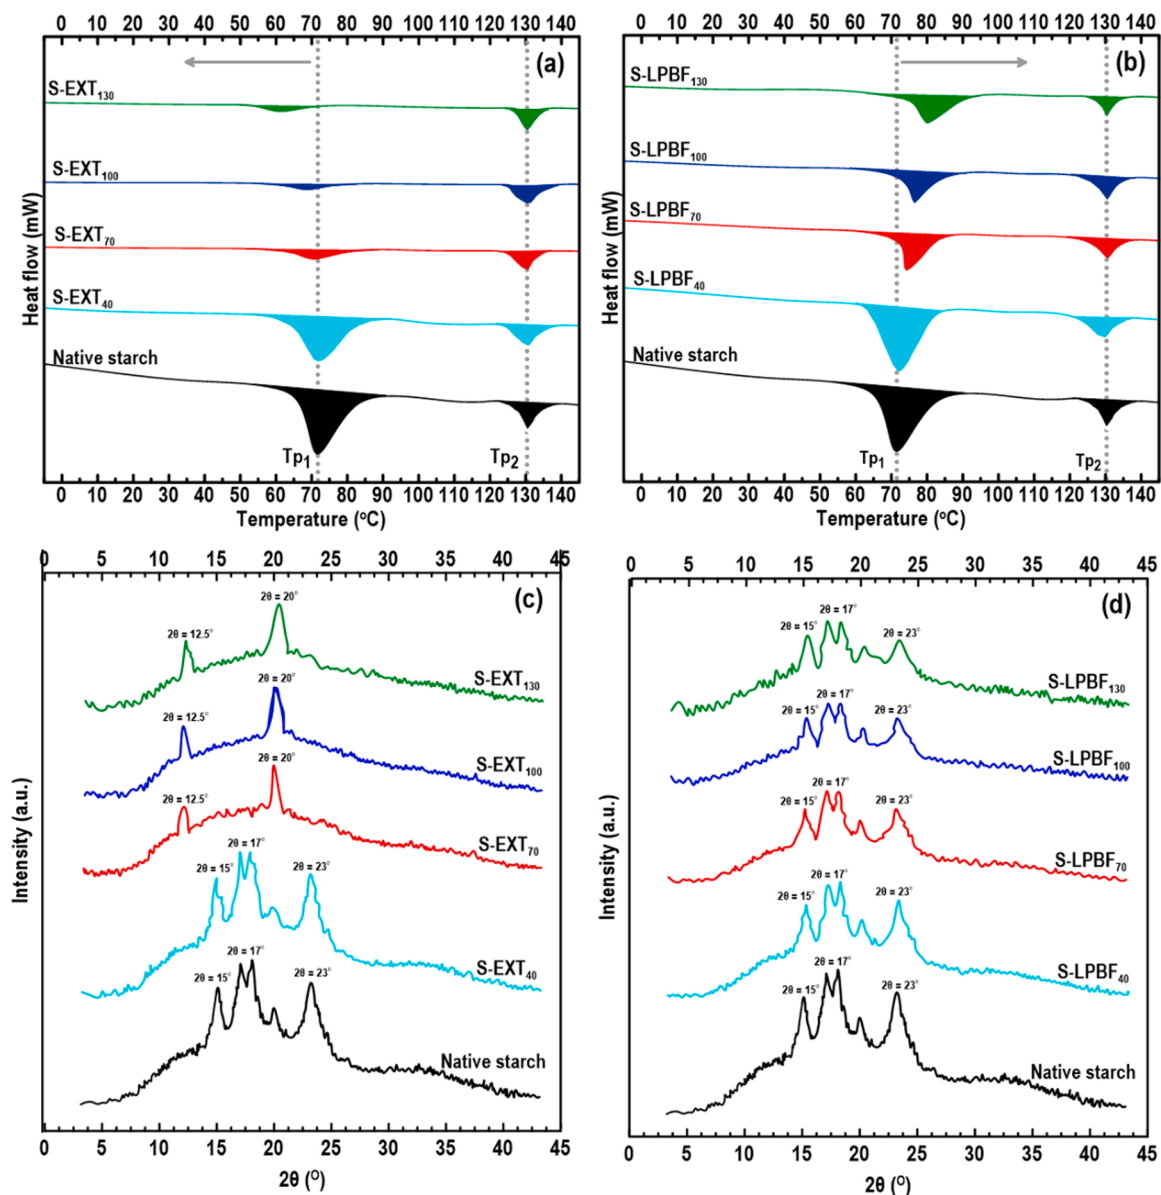 0 10 20 30 40 50 60 70 80 90 100 110 120 130 140
(a)
S-EXT130
S-EXT100
S-EXT70
S-EXT40
Native starch
Tp1
Tp2
Heat flow (mW)
0 10 20 30 40 50 60 70 80 90 100 110 120 130 140
Temperature (oC)
0 10 20 30 40 50 60 70 80 90 100 110 120 130 140
(b)
S-LPBF130
S-LPBF100
S-LPBF70
S-LPBF40
Native starch
Tp1
Tp2
Heat flow (mW)
0 10 20 30 40 50 60 70 80 90 100 110 120 130 140
Temperature (oC)
0 5 10 15 20 25 30 35 40 45
(c)
2θ = 20°
2θ = 12.5°
S-EXT130
2θ = 20°
2θ = 12.5°
S-EXT100
2θ = 20°
2θ = 12.5°
S-EXT70
2θ = 17°
2θ = 15°
2θ = 23°
S-EXT40
2θ = 17°
2θ = 15°
2θ = 23°
Native starch
Intensity (a.u.)
0 5 10 15 20 25 30 35 40 45
2θ (O)
0 5 10 15 20 25 30 35 40 45
(d)
2θ = 17°
2θ = 15°
2θ = 23°
S-LPBF130
2θ = 17°
2θ = 15°
2θ = 23°
S-LPBF100
2θ = 17°
2θ = 15°
2θ = 23°
S-LPBF70
2θ = 17°
2θ = 15°
2θ = 23°
S-LPBF40
2θ = 17°
2θ = 15°
2θ = 23°
Native starch
Intensity (a.u.)
0 5 10 15 20 25 30 35 40 45
2θ (O)